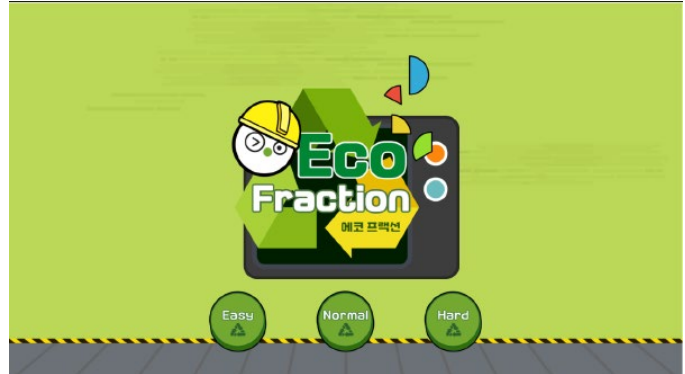 Eco
Fraction
에코 프랙션
Easy
Normal
Hard